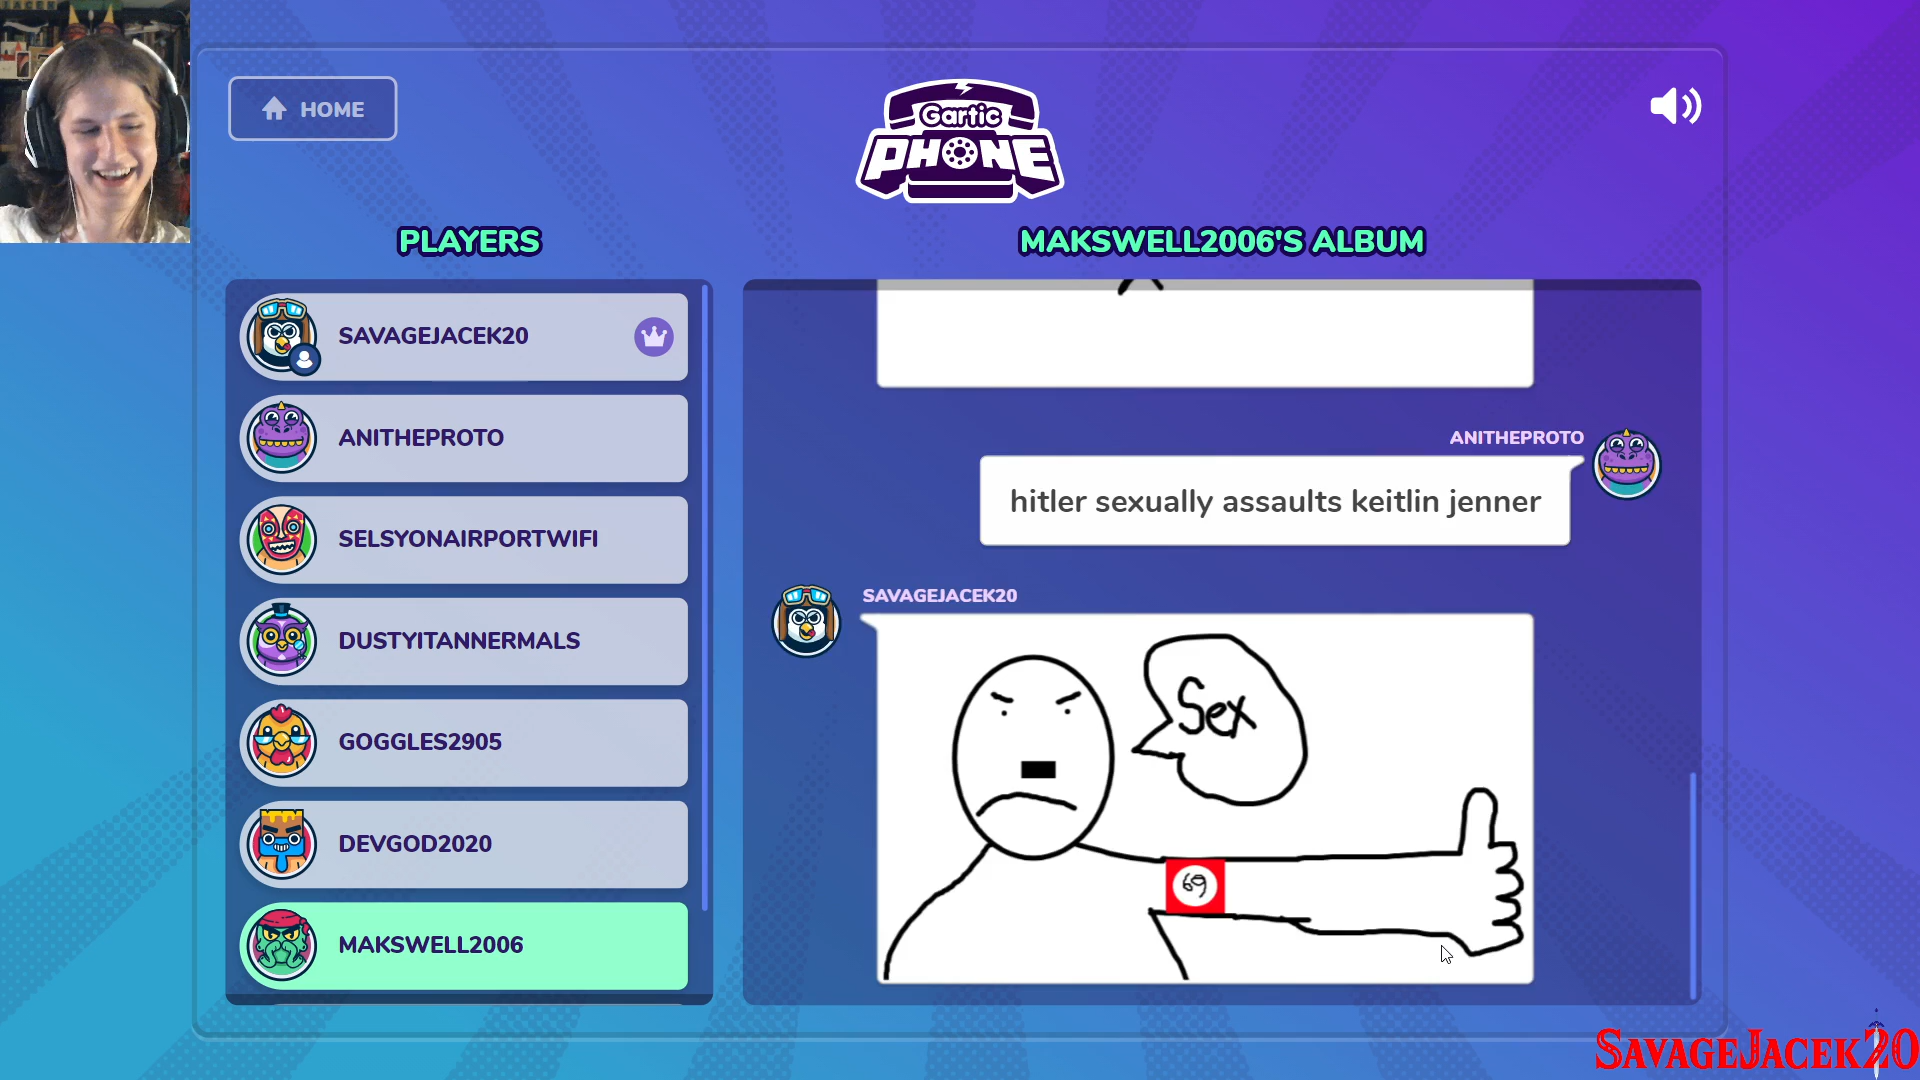 HOME
Gartic
PHONE
PLAYERS
MAKSWELL2006'S ALBUM
SAVAGEJACEK20
ANITHEPROTO
SELSYONAIRPORTWIFI
DUSTYITANNERMALS
GOGGLES2905
DEVGOD2020
MAKSWELL2006
ANITHEPROTO
hitler sexually assaults keitlin jenner
SAVAGEJACEK20
Sex
69
SAVAGEJACEK20